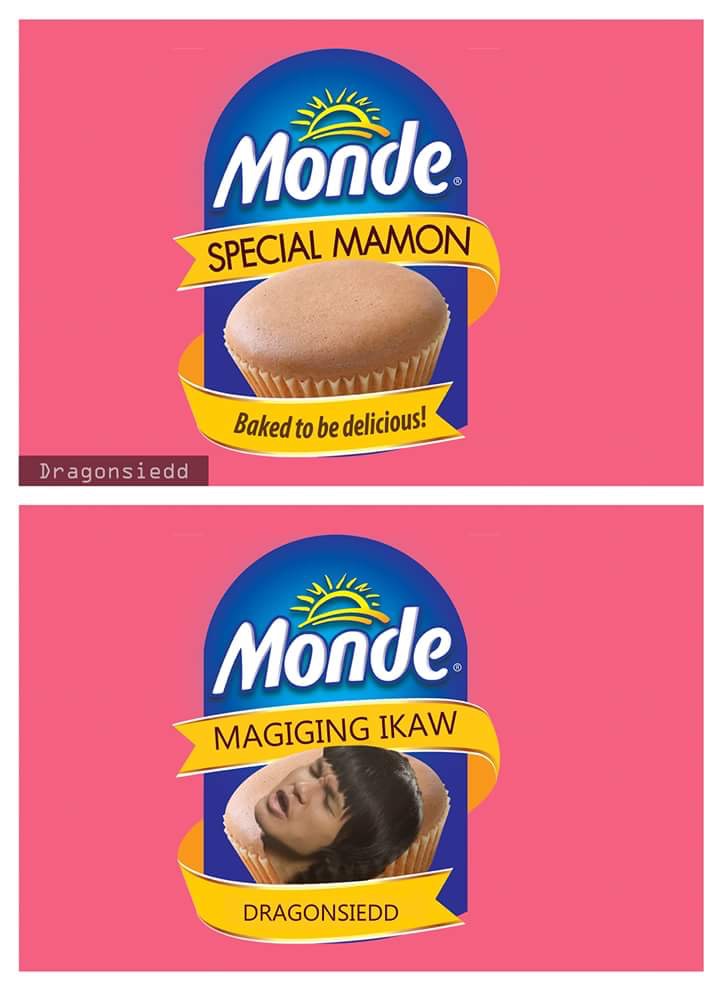 Monde®
SPECIAL MAMON
Baked to be delicious!
Dragonsiedd
Monde®
MAGIGING IKAW
DRAGONSIEDD